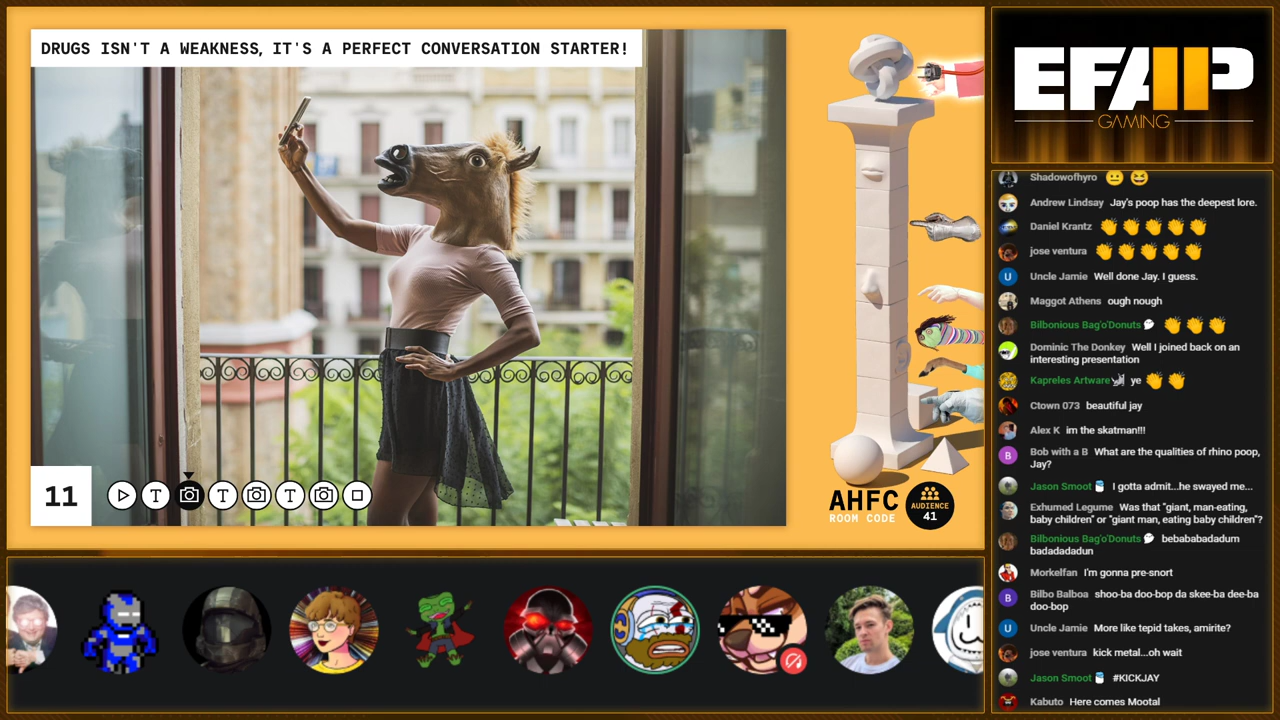 DRUGS ISN'T A WEAKNESS, IT'S A PERFECT CONVERSATION STARTER!
11
T
T
T
AHFC
ROOM CODE
AUDIENCE
41
EFAP
GAMING
Shadowofhyro
Andrew Lindsay Jay's poop has the deepest lore.
Daniel Krantz
jose ventura
U Uncle Jamie Well done Jay. I guess.
Maggot Athens ough nough
Bilbonious Bag'o'Donuts
Dominic The Donkey Well I joined back on an
interesting presentation
Kapreles Artware ye
Ctown 073 beautiful jay
Alex K im the skatman!!!
B Bob with a B What are the qualities of rhino poop,
Jay?
Jason Smoot I gotta admit...he swayed me...
Exhumed Legume Was that "giant, man-eating,
baby children" or "giant man, eating baby children"?
Bilbonious Bag'o'Donuts bebababadadum
badadadadun
Morkelfan I'm gonna pre-snort
B Bilbo Balboa shoo-ba doo-bop da skee-ba dee-ba
doo-bop
U Uncle Jamie More like tepid takes, amirite?
jose ventura kick metal...oh wait
Jason Smoot #KICKJAY
Kabuto Here comes Mootal